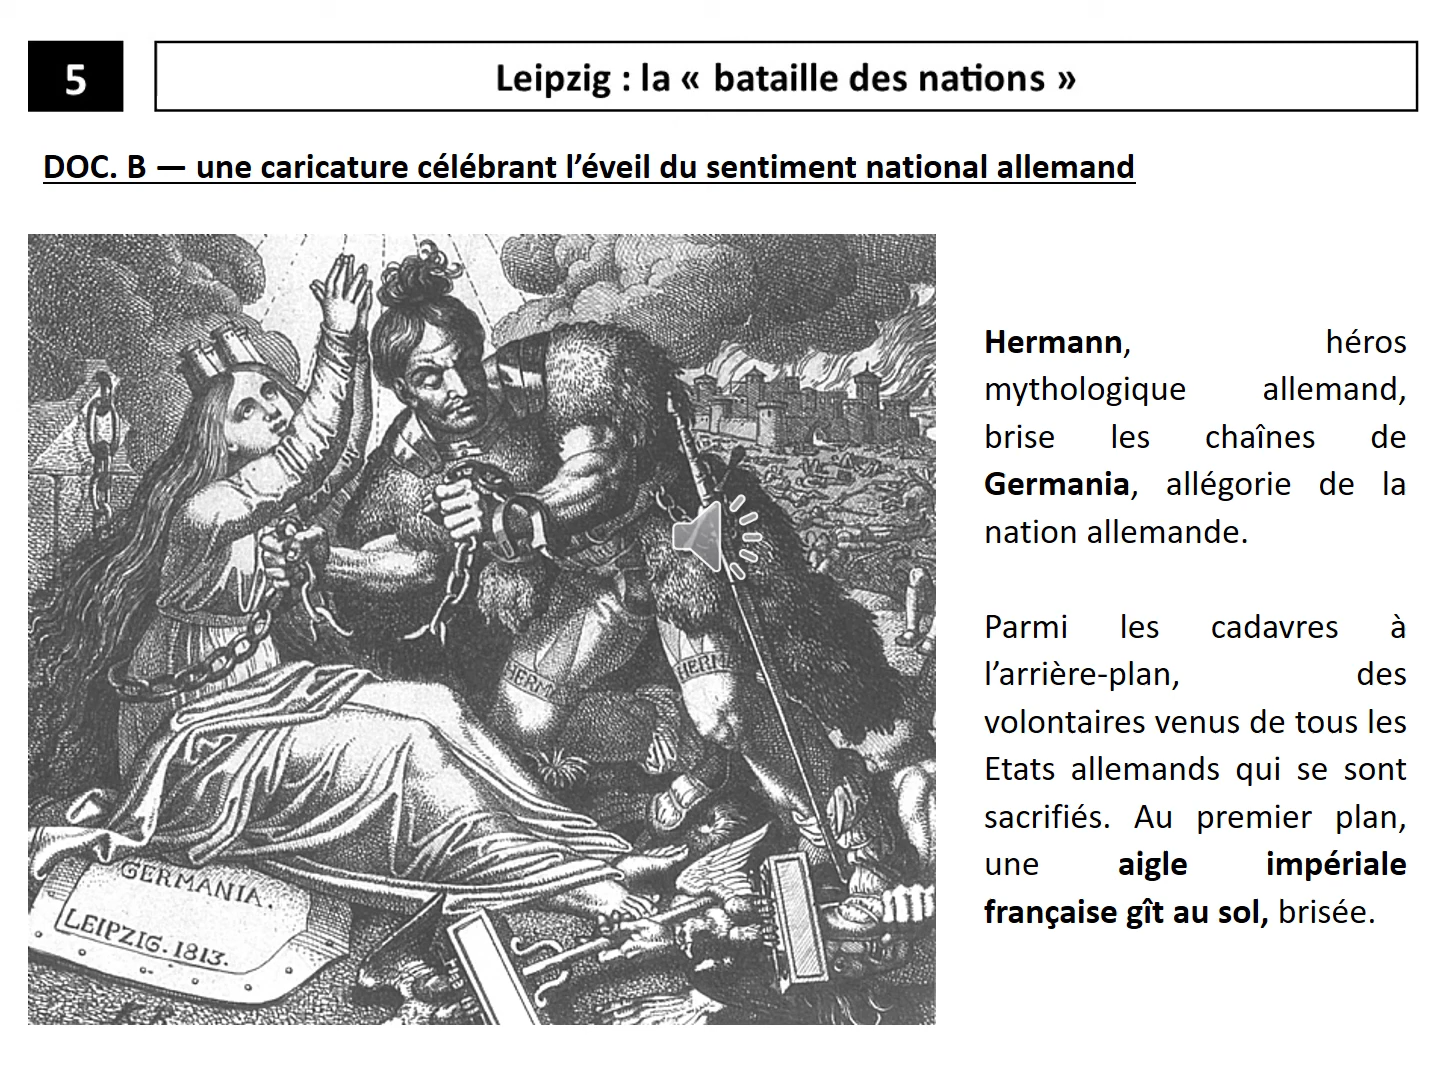 5
Leipzig : la « bataille des nations »
DOC. B — une caricature célébrant l’éveil du sentiment national allemand
Hermann, héros
mythologique allemand,
brise les chaînes de
Germania, allégorie de la
nation allemande.
Parmi les cadavres à
l’arrière-plan, des
volontaires venus de tous les
Etats allemands qui se sont
sacrifiés. Au premier plan,
une aigle impériale
française gît au sol, brisée.
HERM
HERM
GERMANIA.
LEIPZIG. 1813.